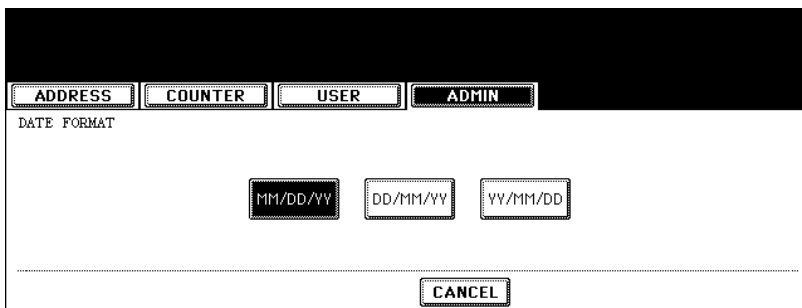 ADDRESS COUNTER USER ADMIN
DATE FORMAT
MM/DD/YY DD/MM/YY YY/MM/DD
CANCEL